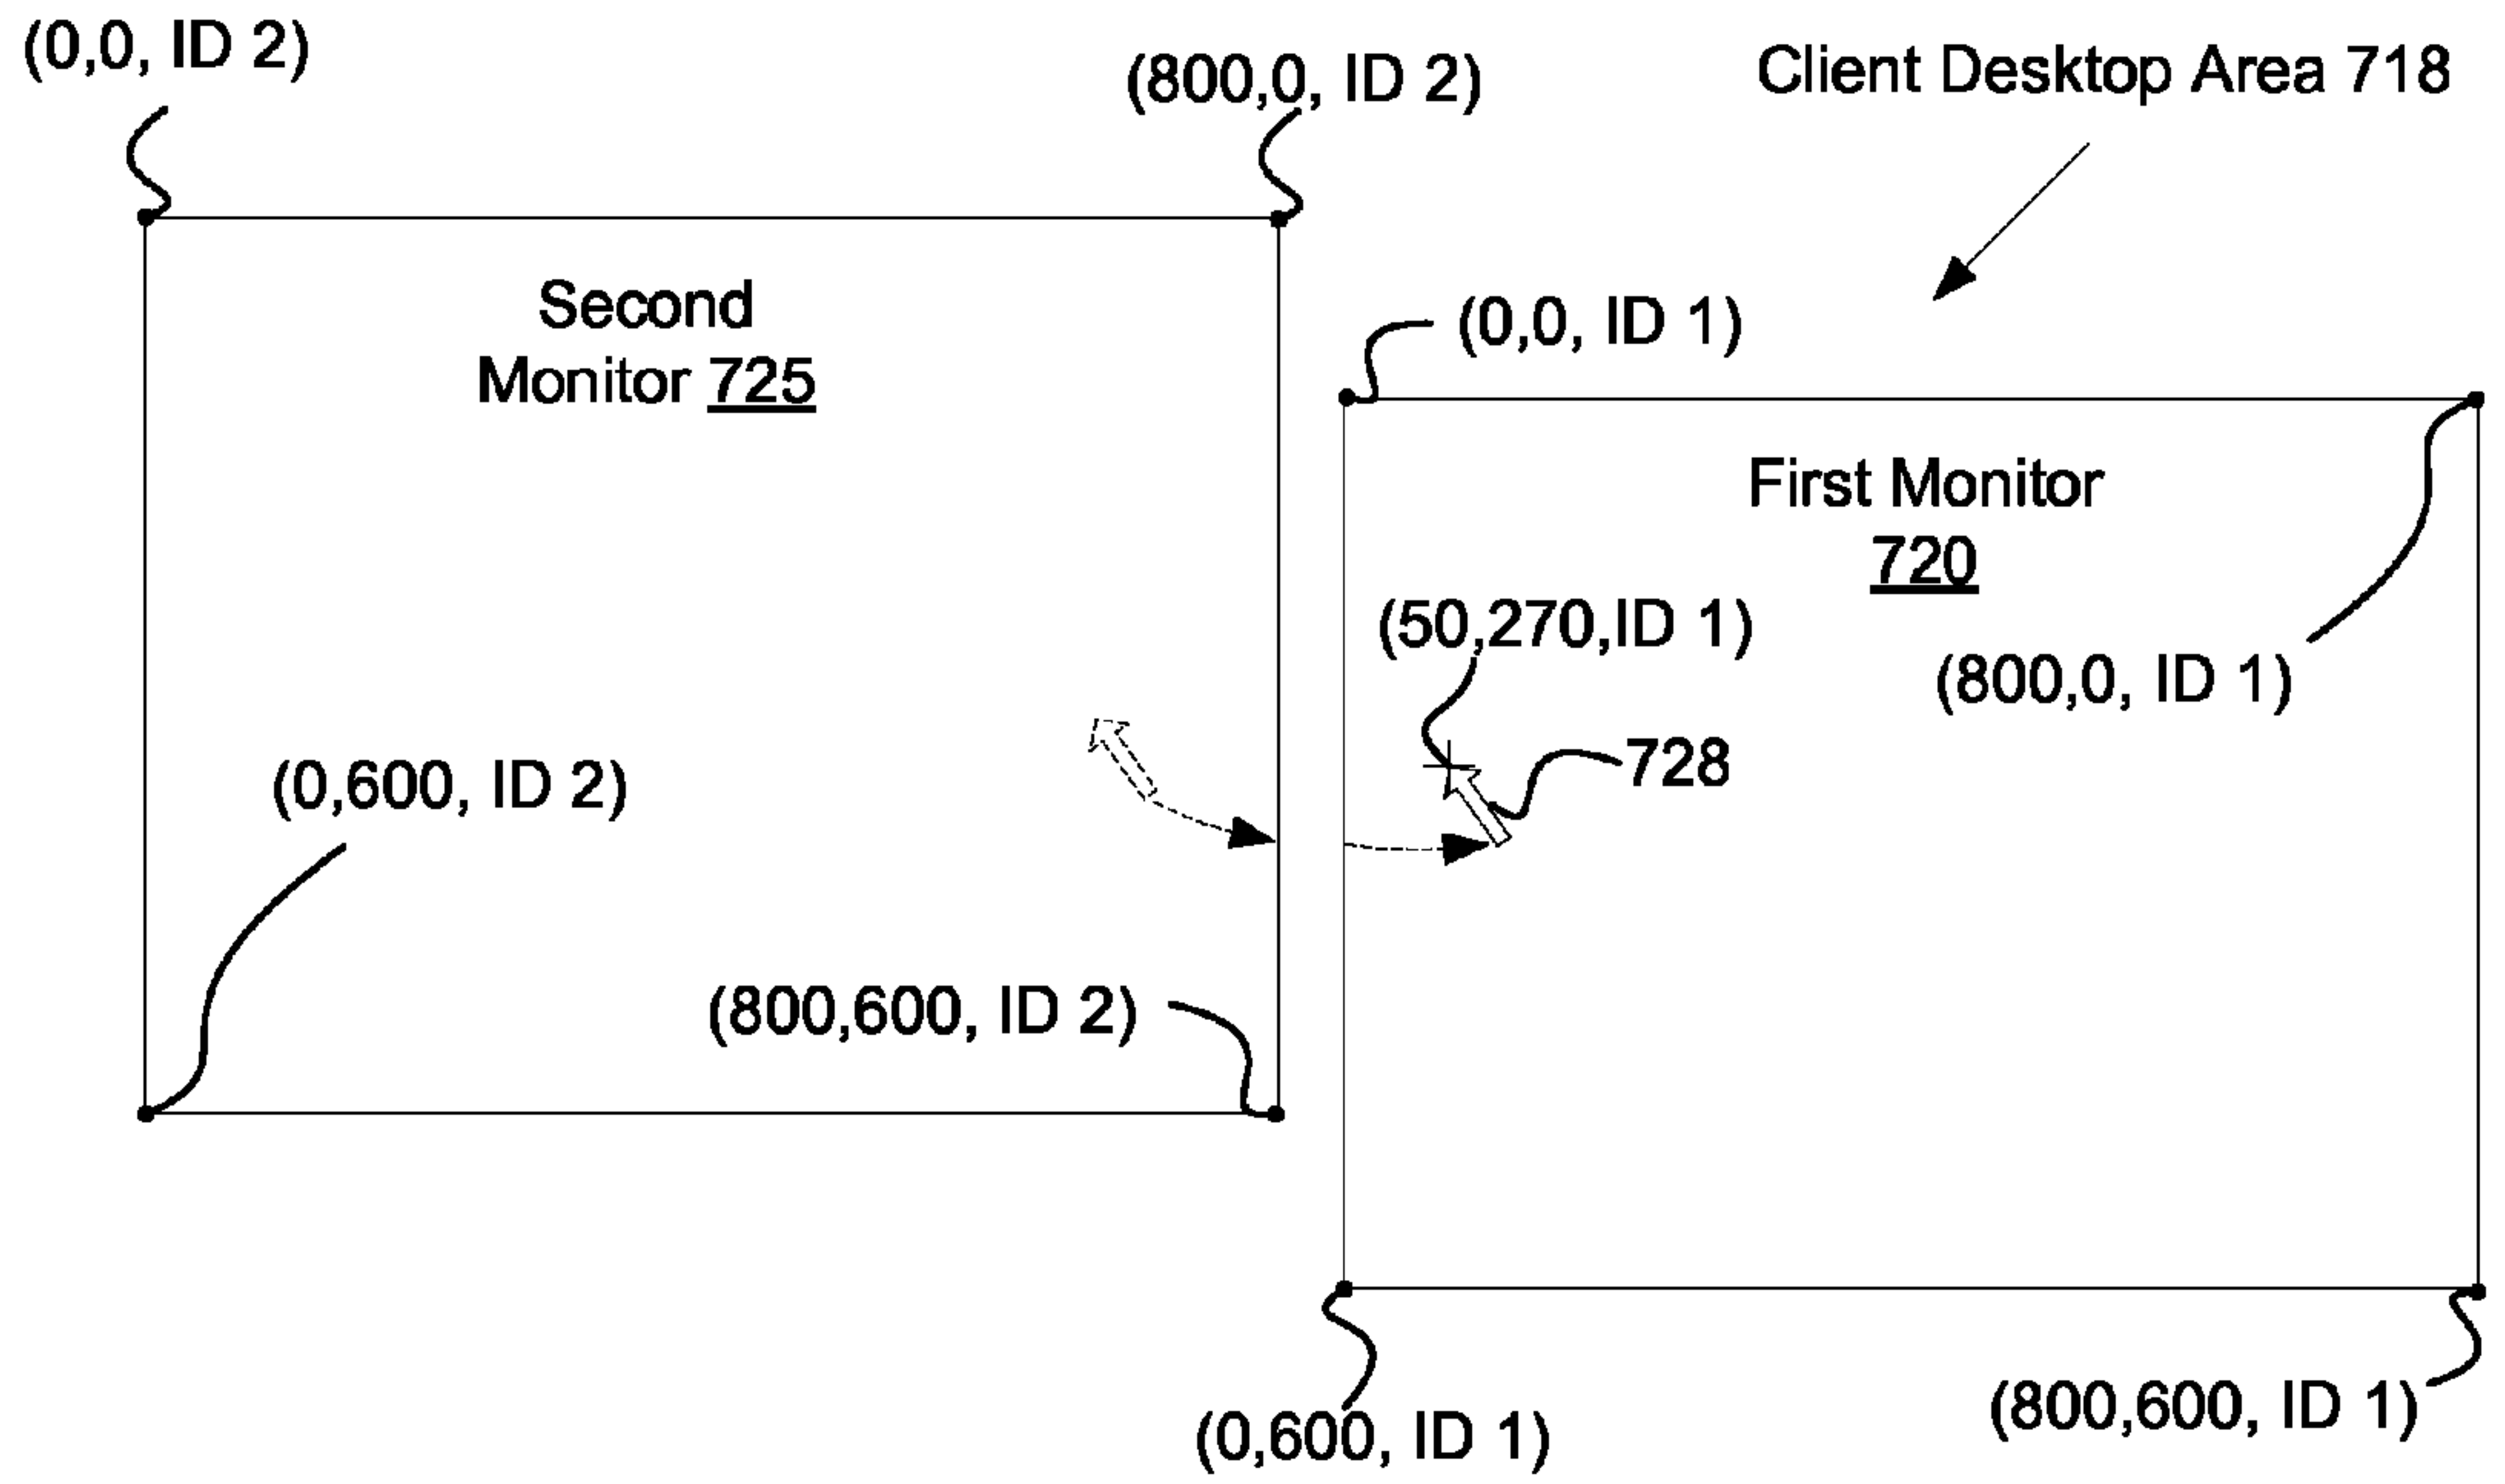 (0,0, ID 2)
(800,0, ID 2)
Client Desktop Area 718
Second
Monitor 725
(0,0, ID 1)
First Monitor
720
(50,270,ID 1)
(800,0, ID 1)
728
(0,600, ID 2)
(800,600, ID 2)
(0,600, ID 1)
(800,600, ID 1)